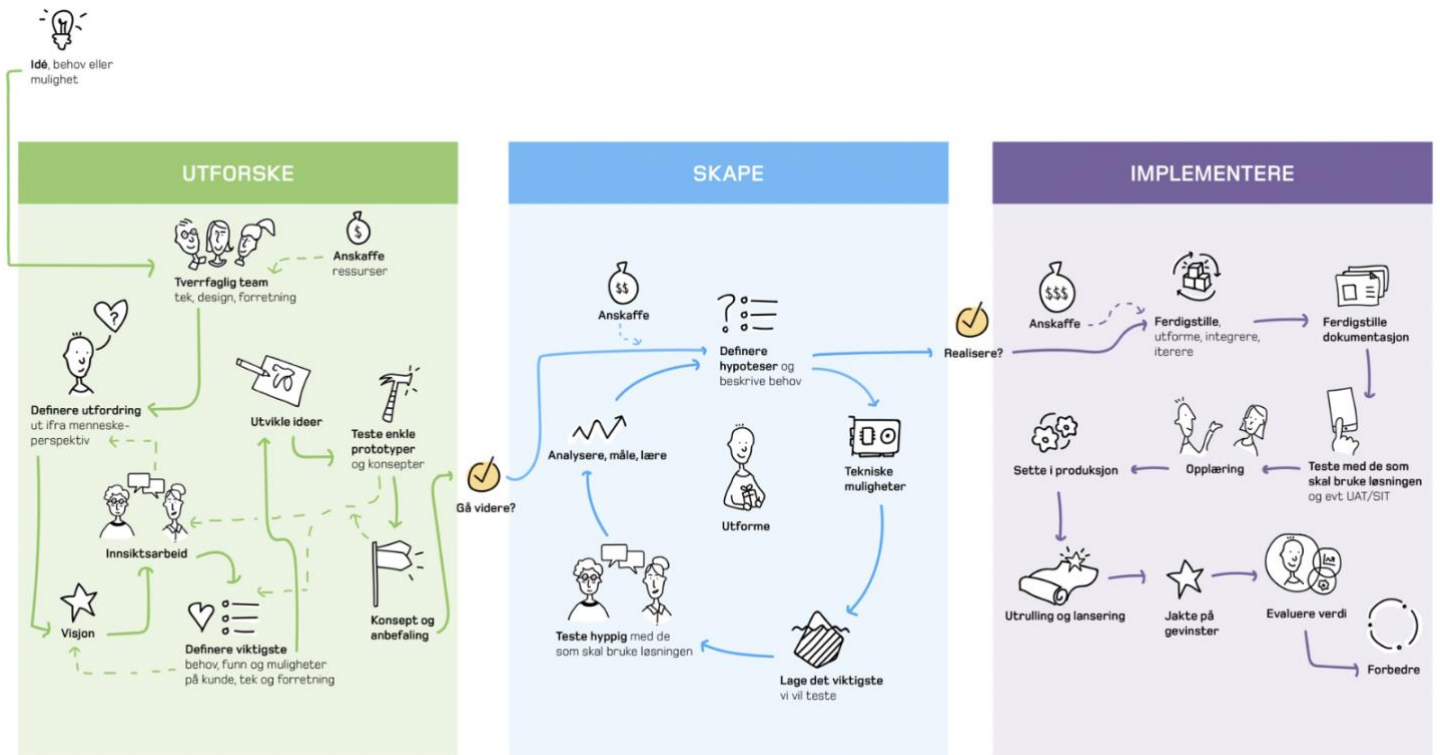 Idé, behov eller
mulighet
UTFORSKE
Tverrfaglig team
tek, design, forretning
$
Anskaffe
ressurser
?
Definere utfordring
ut ifra menneske-
perspektiv
Utvikle ideer
Teste enkle
prototyper
og konsepter
Innsiktsarbeid
Visjon
Definere viktigste
behov, funn og muligheter
på kunde, tek og forretning
Konsept og
anbefaling
Gå videre?
SKAPE
$$
Anskaffe
?
Definere
hypoteser og
beskrive behov
Analysere, måle, lære
Utforme
Tekniske
muligheter
Teste hyppig med de
som skal bruke løsningen
Lage det viktigste
vi vil teste
Realisere?
IMPLEMENTERE
$$$
Anskaffe
Ferdigstille,
utforme, integrere,
iterere
Ferdigstille
dokumentasjon
Sette i produksjon
Opplæring
Teste med de som
skal bruke løsningen
og evt UAT/SIT
Utrulling og lansering
Jakte på
gevinster
Evaluere verdi
Forbedre